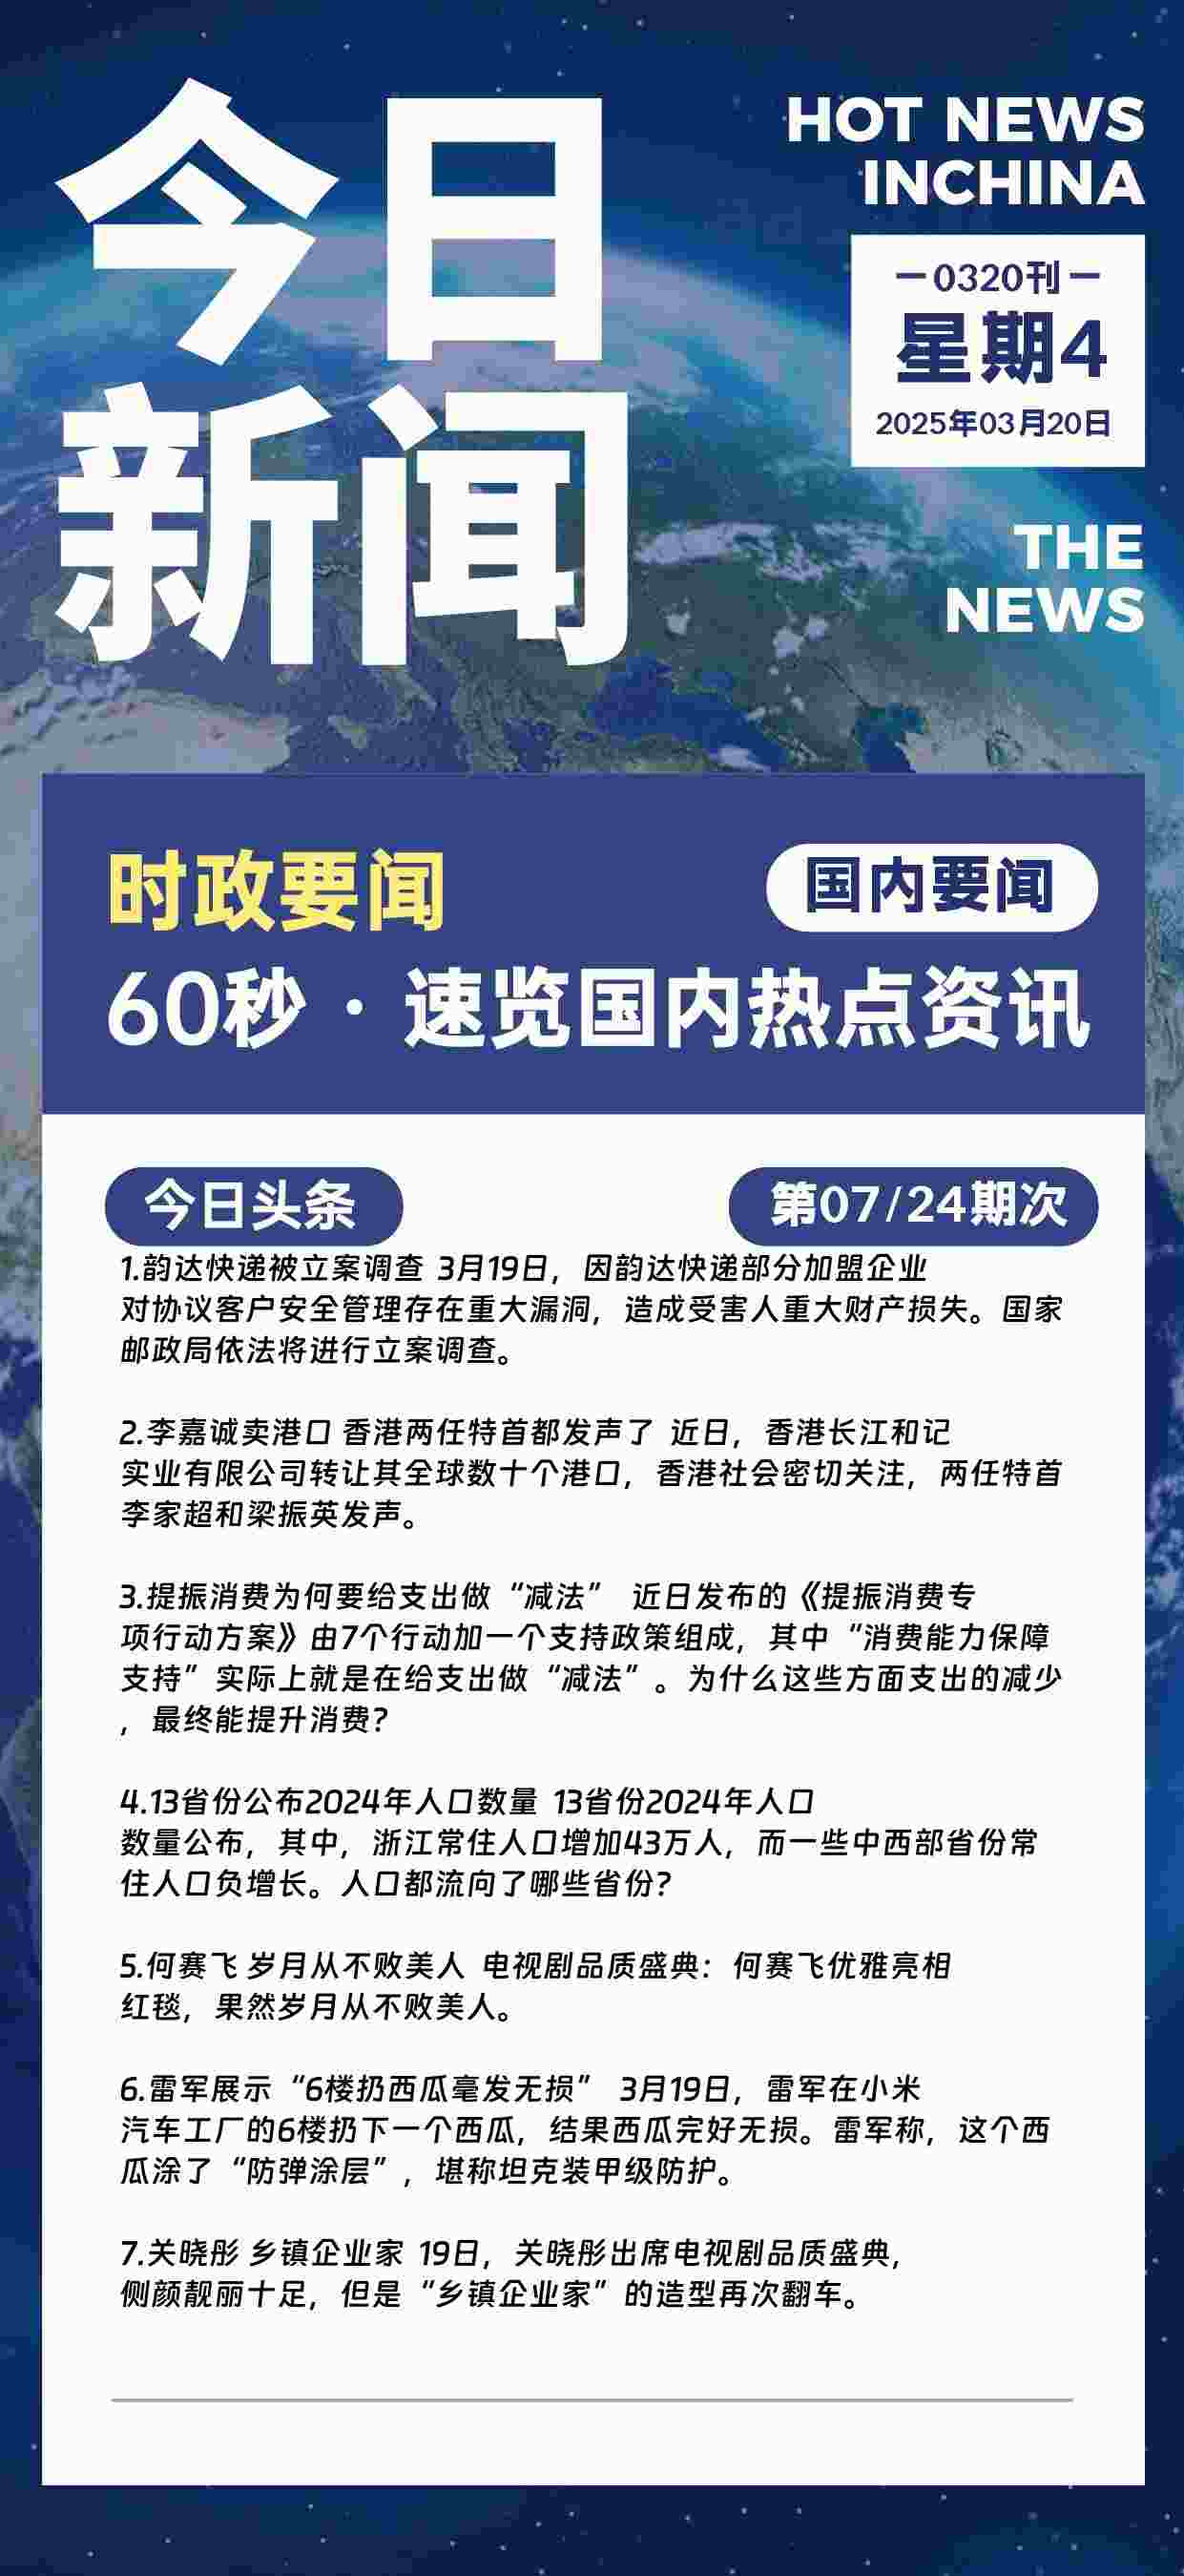 今日
新闻
HOT NEWS
INCHINA
—0320刊—
星期4
2025年03月20日
THE
NEWS
时政要闻
国内要闻
60秒 · 速览国内热点资讯
今日头条
第07/24期次
1.韵达快递被立案调查 3月19日，因韵达快递部分加盟企业
对协议客户安全管理存在重大漏洞，造成受害人重大财产损失。国家
邮政局依法将进行立案调查。
2.李嘉诚卖港口 香港两任特首都发声了 近日，香港长江和记
实业有限公司转让其全球数十个港口，香港社会密切关注，两任特首
李家超和梁振英发声。
3.提振消费为何要给支出做“减法” 近日发布的《提振消费专
项行动方案》由7个行动加一个支持政策组成，其中“消费能力保障
支持”实际上就是在给支出做“减法”。为什么这些方面支出的减少
，最终能提升消费？
4.13省份公布2024年人口数量 13省份2024年人口
数量公布，其中，浙江常住人口增加43万人，而一些中西部省份常
住人口负增长。人口都流向了哪些省份？
5.何赛飞 岁月从不败美人 电视剧品质盛典：何赛飞优雅亮相
红毯，果然岁月从不败美人。
6.雷军展示“6楼扔西瓜毫发无损” 3月19日，雷军在小米
汽车工厂的6楼扔下一个西瓜，结果西瓜完好无损。雷军称，这个西
瓜涂了“防弹涂层”，堪称坦克装甲级防护。
7.关晓彤 乡镇企业家 19日，关晓彤出席电视剧品质盛典，
侧颜靓丽十足，但是“乡镇企业家”的造型再次翻车。